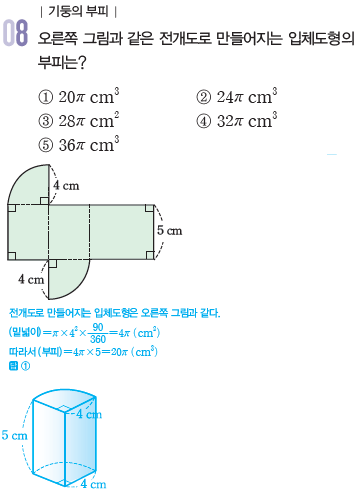 | 기둥의 부피 |
08 오른쪽 그림과 같은 전개도로 만들어지는 입체도형의
부피는?
① 20π cm³ ② 24π cm³
③ 28π cm² ④ 32π cm³
⑤ 36π cm³
4 cm
5 cm
4 cm
전개도로 만들어지는 입체도형은 오른쪽 그림과 같다.
(밑넓이)=π×4²×90/360=4π (cm²)
따라서 (부피)=4π×5=20π (cm³)
답 ①
4 cm
5 cm
4 cm